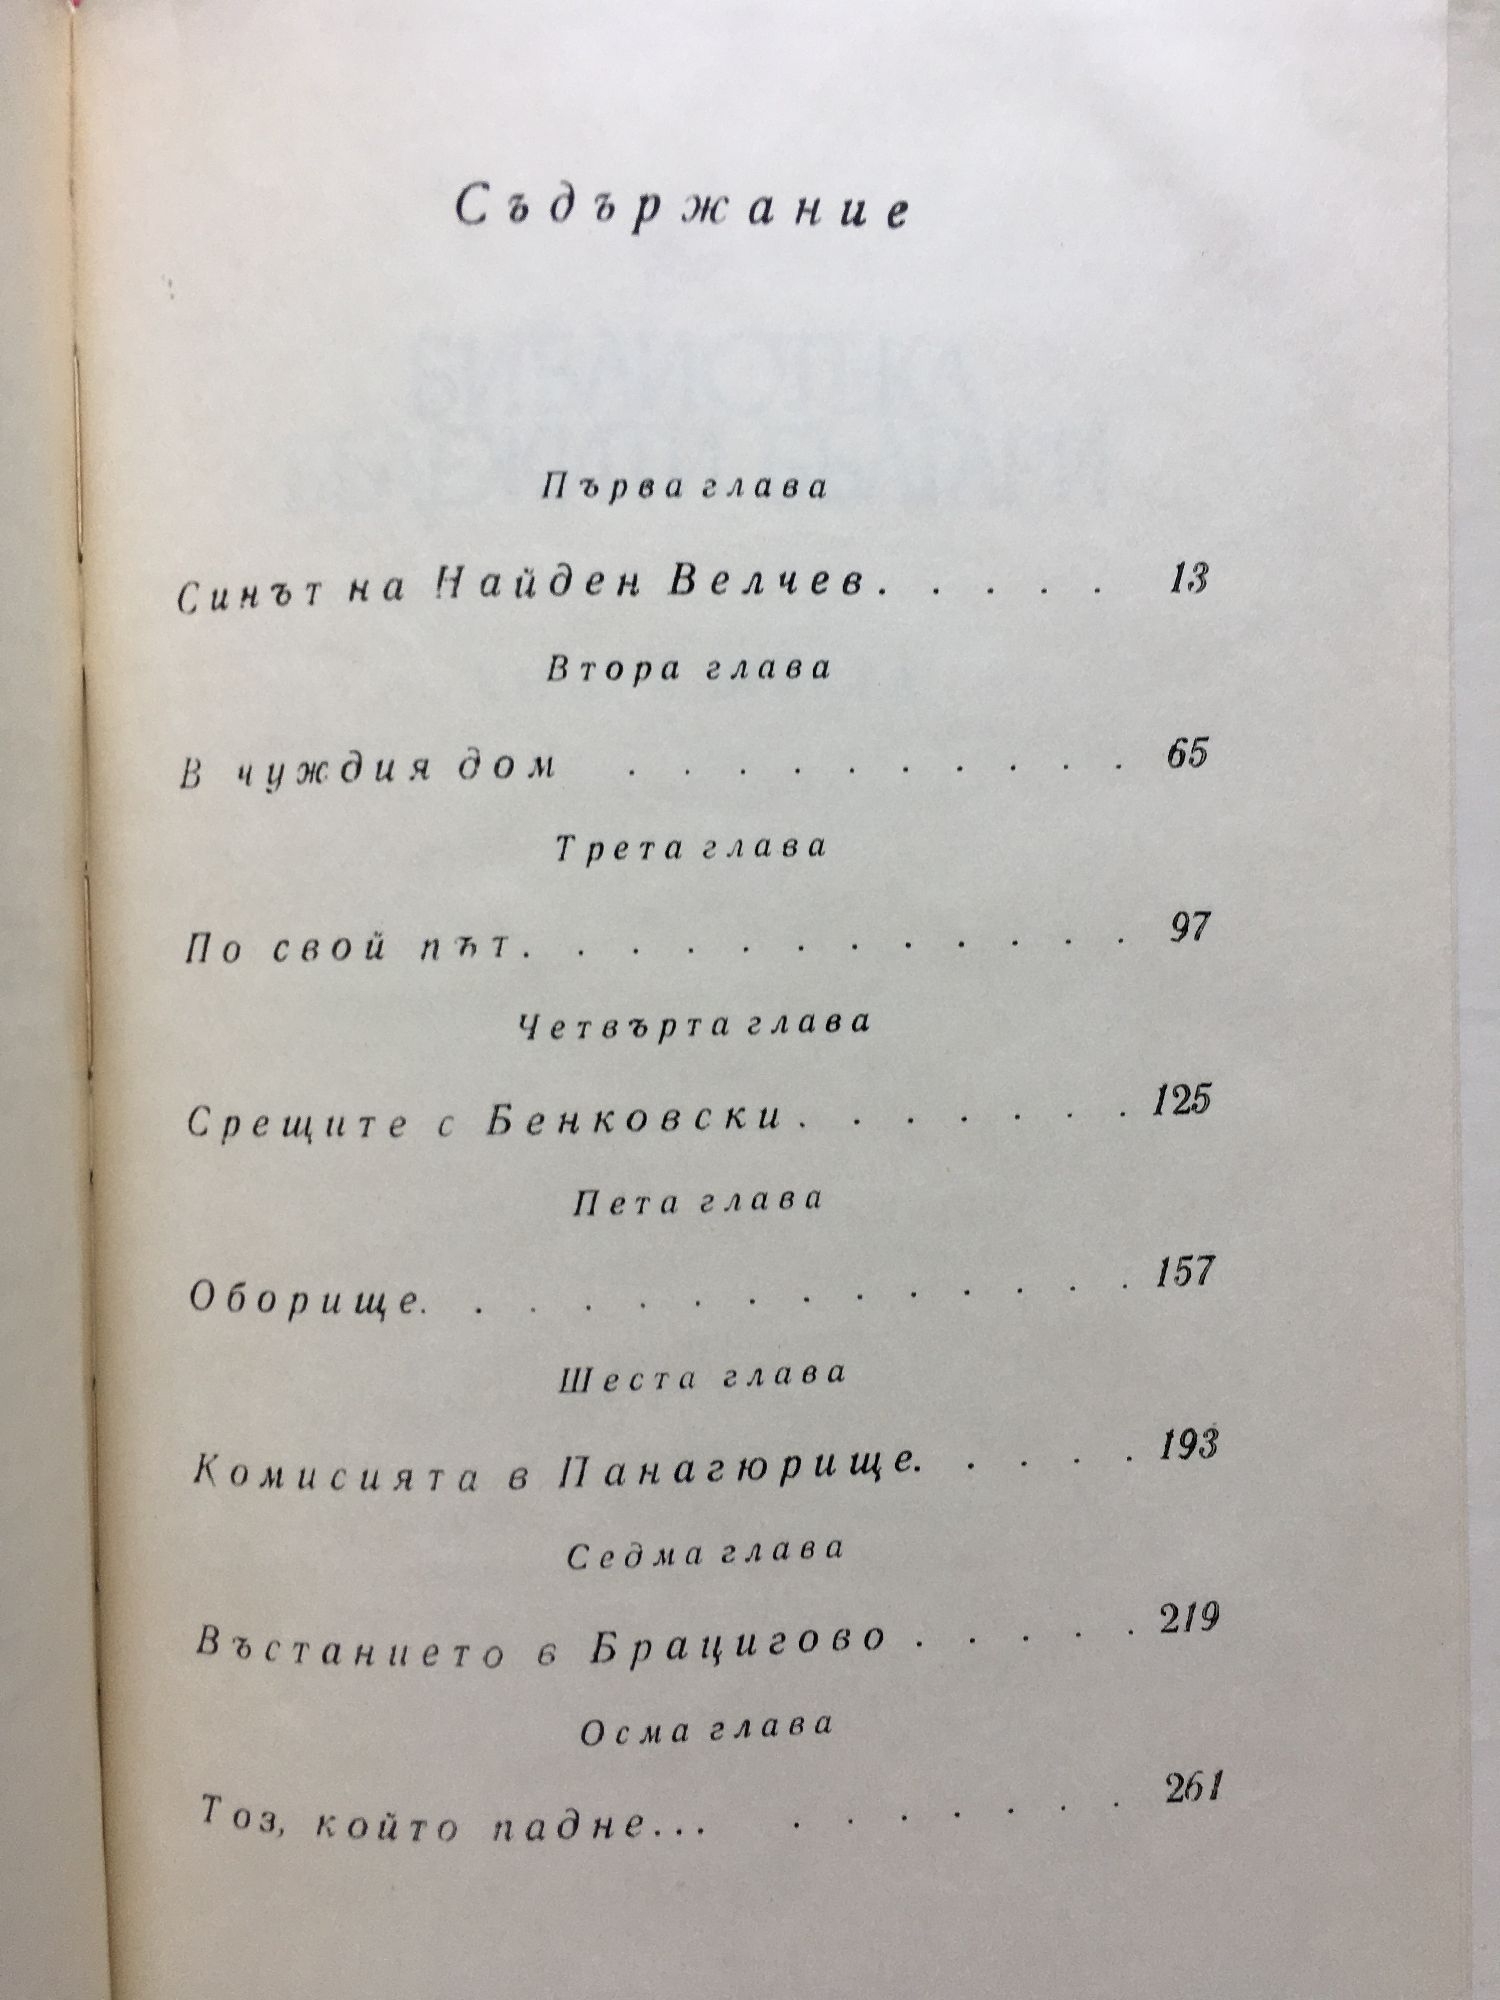 Съдържание
Първа глава
Синът на Найден Велчев. . . . . 13
Втора глава
В чуждия дом . . . . . . . . . . 65
Трета глава
По свой път. . . . . . . . . . . . 97
Четвърта глава
Срещите с Бенковски. . . . . . . 125
Пета глава
Оборище. . . . . . . . . . . . . . 157
Шеста глава
Комисията в Панагюрище. . . . . 193
Седма глава
Въстанието в Брацигово . . . . . 219
Осма глава
Тоз, който падне... . . . . . . . 261